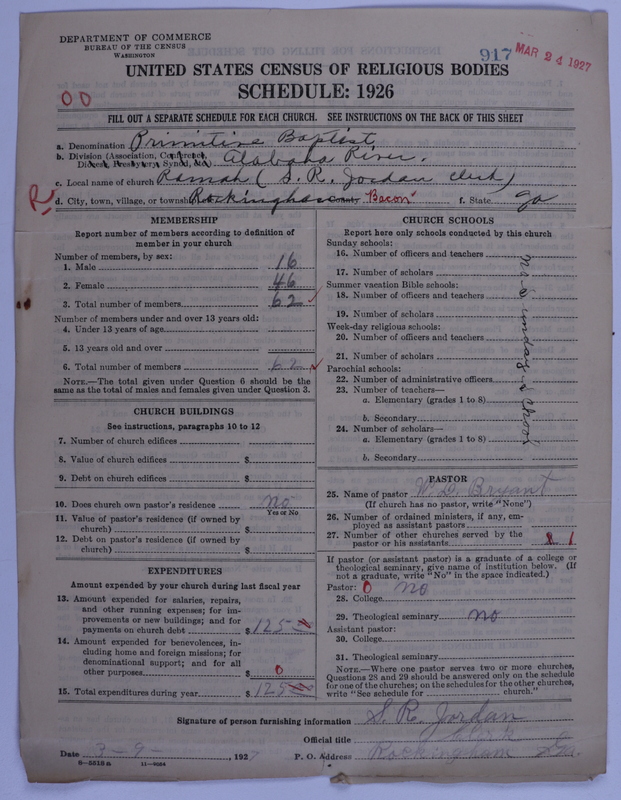 DEPARTMENT OF COMMERCE
BUREAU OF THE CENSUS
WASHINGTON
917 MAR 24 1927
UNITED STATES CENSUS OF RELIGIOUS BODIES
SCHEDULE: 1926
FILL OUT A SEPARATE SCHEDULE FOR EACH CHURCH. SEE INSTRUCTIONS ON THE BACK OF THIS SHEET
a. Denomination Primitive Baptist
b. Division (Association, Conference, Diocese, Presbytery, Synod, etc.) Alabaha River.
c. Local name of church Ramah (S. R. Jordan clerk)
R d. City, town, village, or township Rockingham County Bacon f. State Ga
MEMBERSHIP
Report number of members according to definition of
member in your church
Number of members, by sex:
1. Male 16
2. Female 46
3. Total number of members 62
Number of members under and over 13 years old:
4. Under 13 years of age
5. 13 years old and over
6. Total number of members 62
NOTE.—The total given under Question 6 should be the
same as the total of males and females given under Question 3.
CHURCH BUILDINGS
See instructions, paragraphs 10 to 12
7. Number of church edifices
8. Value of church edifices $
9. Debt on church edifices $
10. Does church own pastor's residence no
Yes or No
11. Value of pastor's residence (if owned by
church) $
12. Debt on pastor's residence (if owned by
church) $
EXPENDITURES
Amount expended by your church during last fiscal year
13. Amount expended for salaries, repairs,
and other running expenses; for im-
provements or new buildings; and for
payments on church debt $ 125
14. Amount expended for benevolences, in-
cluding home and foreign missions; for
denominational support; and for all
other purposes $ 0
15. Total expenditures during year $ 125
CHURCH SCHOOLS
Report here only schools conducted by this church
Sunday schools:
16. Number of officers and teachers
17. Number of scholars
Summer vacation Bible schools:
18. Number of officers and teachers
19. Number of scholars
Week-day religious schools:
20. Number of officers and teachers
21. Number of scholars
Parochial schools:
22. Number of administrative officers
23. Number of teachers—
a. Elementary (grades 1 to 8)
b. Secondary
24. Number of scholars—
a. Elementary (grades 1 to 8)
b. Secondary
no Sunday School
PASTOR
25. Name of pastor W. D. Bryant
(If church has no pastor, write "None")
26. Number of ordained ministers, if any, em-
ployed as assistant pastors
27. Number of other churches served by the
pastor or his assistants 1
If pastor (or assistant pastor) is a graduate of a college or
theological seminary, give name of institution below. (If
not a graduate, write "No" in the space indicated.)
Pastor: 0 no
28. College
29. Theological seminary no
Assistant pastor:
30. College
31. Theological seminary
NOTE.—Where one pastor serves two or more churches,
Questions 28 and 29 should be answered only on the schedule
for one of the churches; on the schedules for the other churches,
write "See schedule for church."
Signature of person furnishing information S. R. Jordan
Official title Clerk
Date 3-9-, 1927 P. O. Address Rockingham Ga.
8-5818a 11-9084